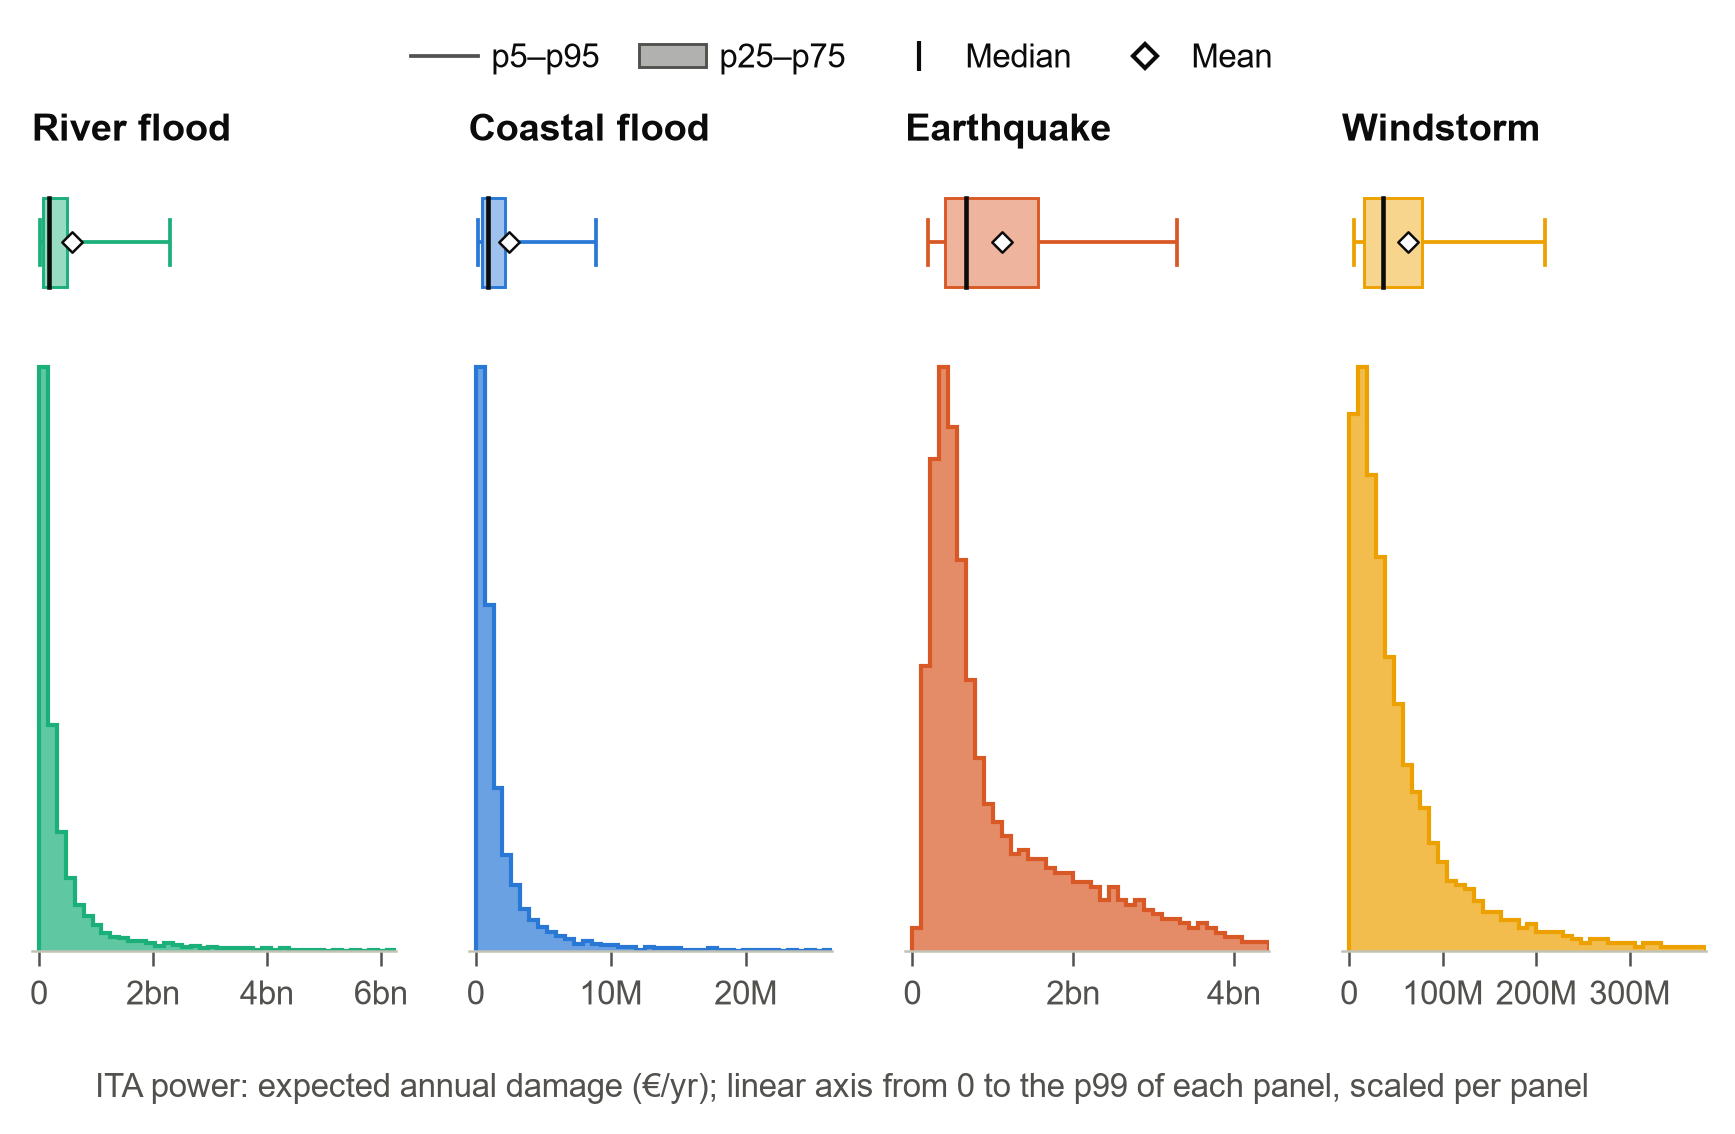 p5–p95 p25–p75 Median Mean
River flood Coastal flood Earthquake Windstorm
0 2bn 4bn 6bn 0 10M 20M 0 2bn 4bn 0 100M 200M 300M
ITA power: expected annual damage (€/yr); linear axis from 0 to the p99 of each panel, scaled per panel